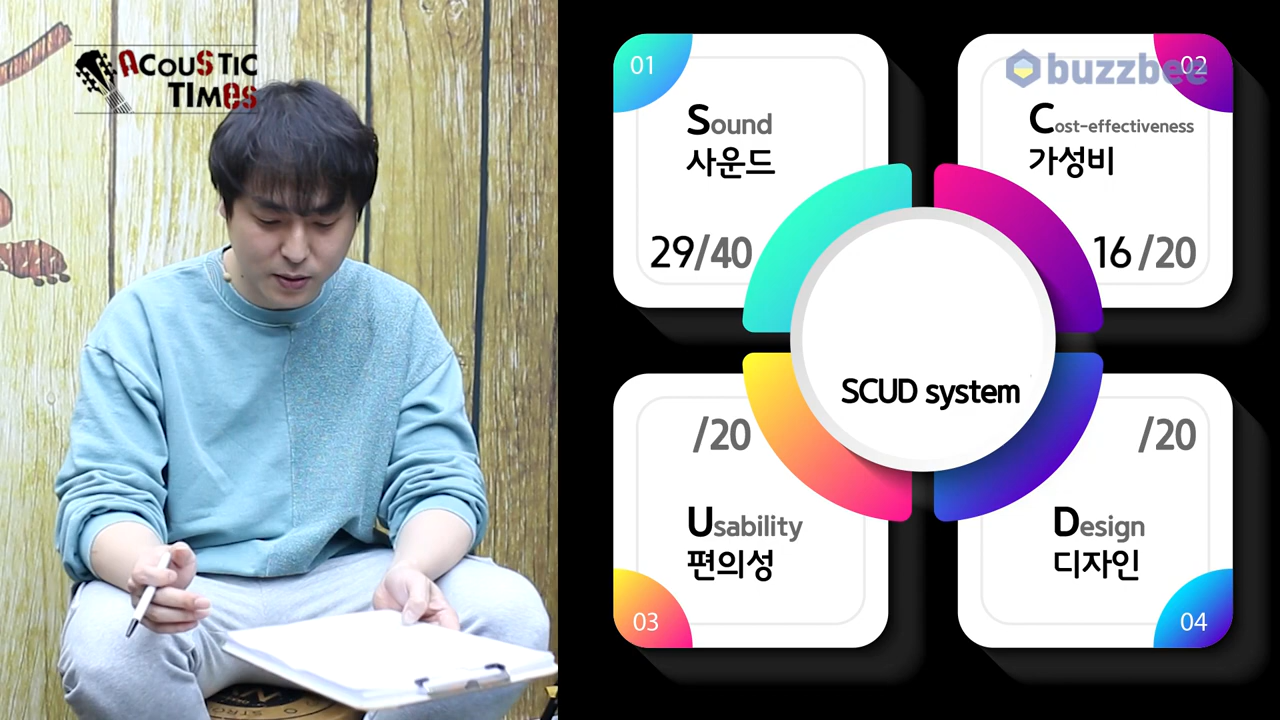 ACOUSTIC
TIMES
01
Sound
사운드
29/40
buzzbee
02
Cost-effectiveness
가성비
16 /20
SCUD system
/20
Usability
편의성
03
/20
Design
디자인
04